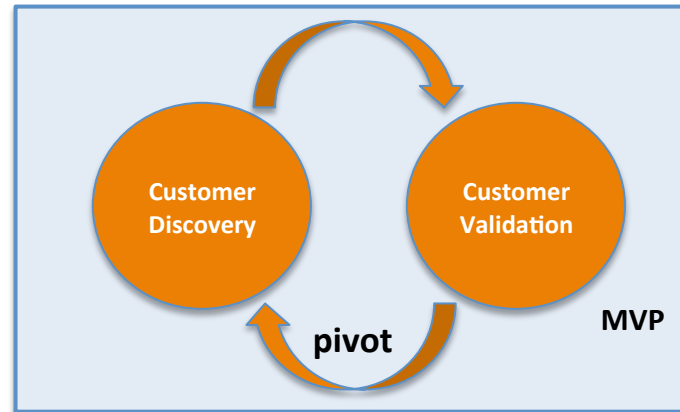 Customer
Discovery
Customer
Validation
pivot
MVP